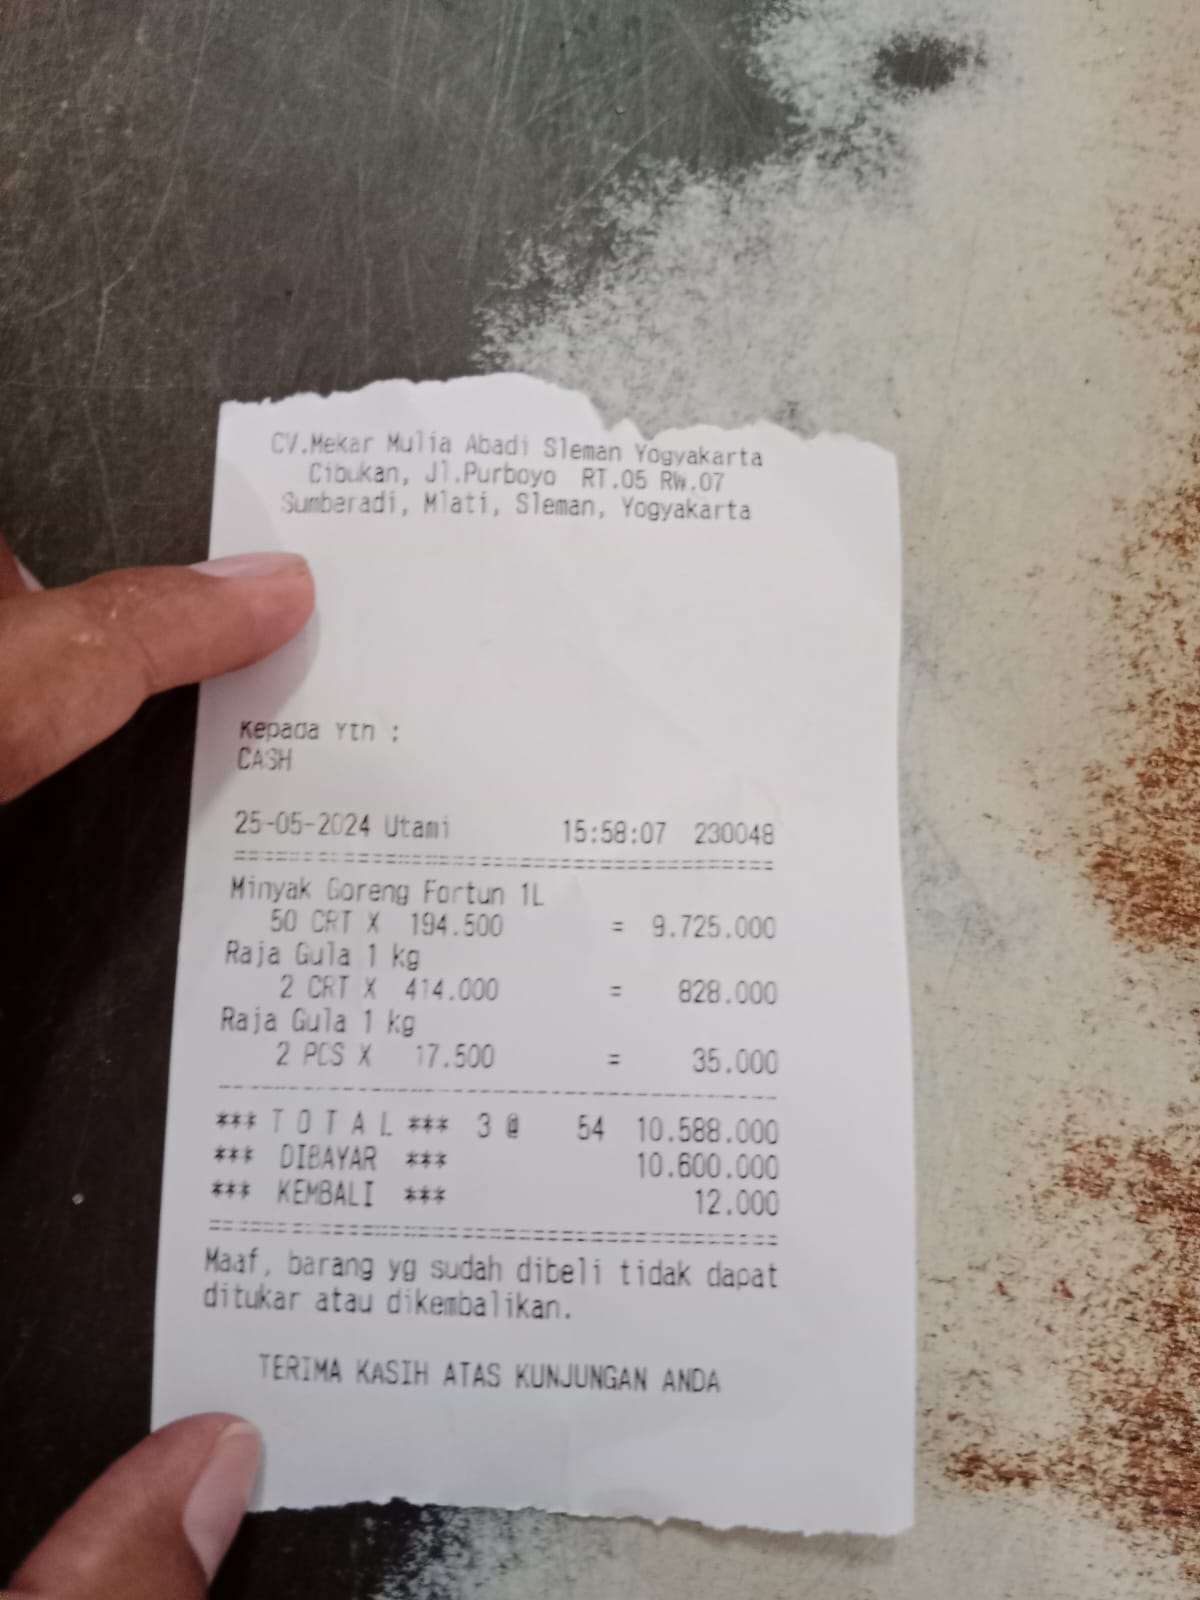 CV.Mekar Mulia Abadi Sleman Yogyakarta
Cibukan, Jl.Purboyo RT.05 RW.07
Sumberadi, Mlati, Sleman, Yogyakarta
Kepada Yth :
CASH
25-05-2024 Utami 15:58:07 230048
Minyak Goreng Fortun 1L
50 CRT X 194.500 = 9.725.000
Raja Gula 1 kg
2 CRT X 414.000 = 828.000
Raja Gula 1 kg
2 PCS X 17.500 = 35.000
*** T O T A L *** 3 @ 54 10.588.000
*** DIBAYAR *** 10.600.000
*** KEMBALI *** 12.000
Maaf, barang yg sudah dibeli tidak dapat
ditukar atau dikembalikan.
TERIMA KASIH ATAS KUNJUNGAN ANDA